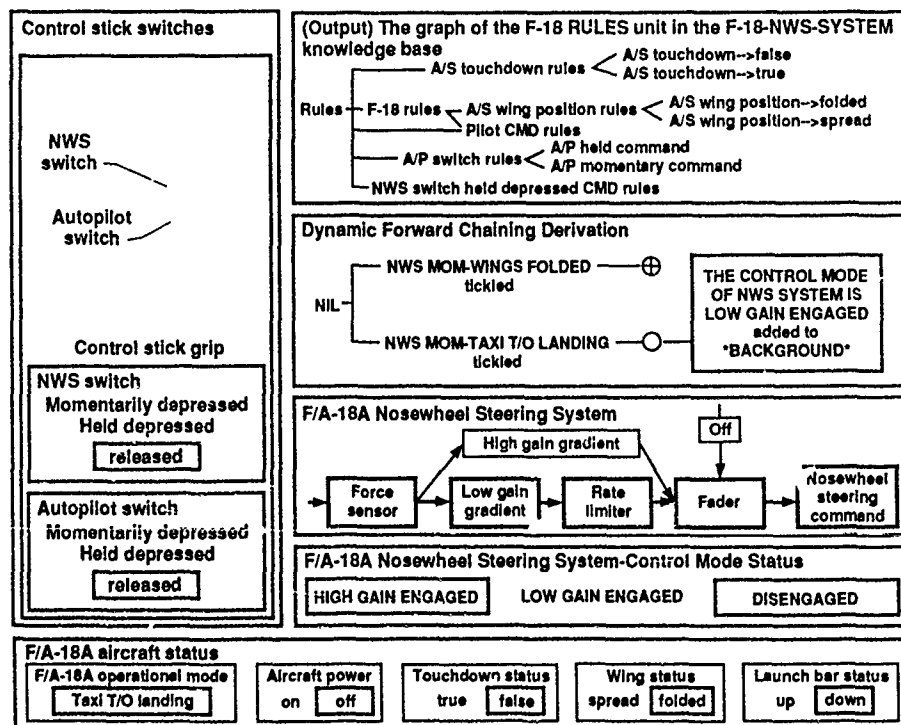 Control stick switches
NWS
switch
Autopilot
switch
Control stick grip
NWS switch
Momentarily depressed
Held depressed
released
Autopilot switch
Momentarily depressed
Held depressed
released
(Output) The graph of the F-18 RULES unit in the F-18-NWS-SYSTEM
knowledge base
Rules
A/S touchdown rules
A/S touchdown-->false
A/S touchdown-->true
F-18 rules
A/S wing position rules
A/S wing position-->folded
A/S wing position-->spread
Pilot CMD rules
A/P switch rules
A/P held command
A/P momentary command
NWS switch held depressed CMD rules
Dynamic Forward Chaining Derivation
NIL
NWS MOM-WINGS FOLDED
tickled
NWS MOM-TAXI T/O LANDING
tickled
THE CONTROL MODE
OF NWS SYSTEM IS
LOW GAIN ENGAGED
added to
*BACKGROUND*
F/A-18A Nosewheel Steering System
High gain gradient
Off
Force
sensor
Low gain
gradient
Rate
limiter
Fader
Nosewheel
steering
command
F/A-18A Nosewheel Steering System-Control Mode Status
HIGH GAIN ENGAGED
LOW GAIN ENGAGED
DISENGAGED
F/A-18A aircraft status
F/A-18A operational mode
Taxi T/O landing
Aircraft power
on off
Touchdown status
true false
Wing status
spread folded
Launch bar status
up down